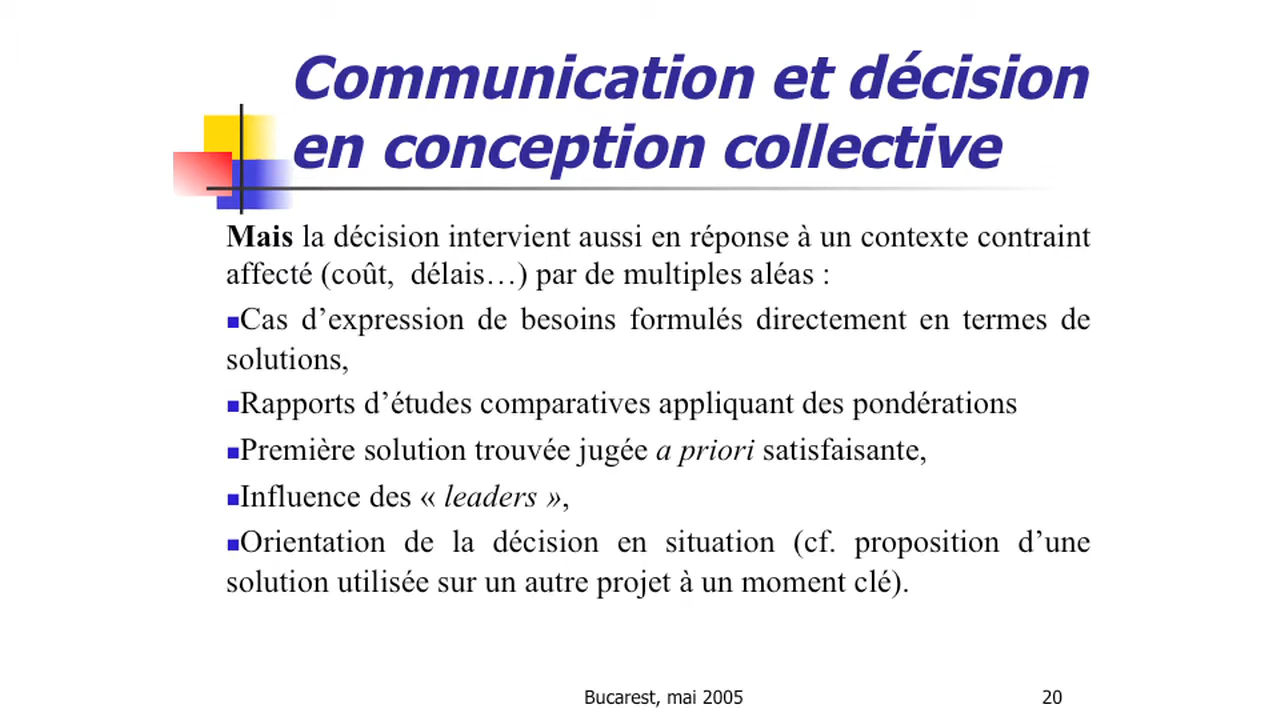 Communication et décision
en conception collective
Mais la décision intervient aussi en réponse à un contexte contraint
affecté (coût, délais…) par de multiples aléas :
■Cas d’expression de besoins formulés directement en termes de
solutions,
■Rapports d’études comparatives appliquant des pondérations
■Première solution trouvée jugée a priori satisfaisante,
■Influence des « leaders »,
■Orientation de la décision en situation (cf. proposition d’une
solution utilisée sur un autre projet à un moment clé).
Bucarest, mai 2005
20